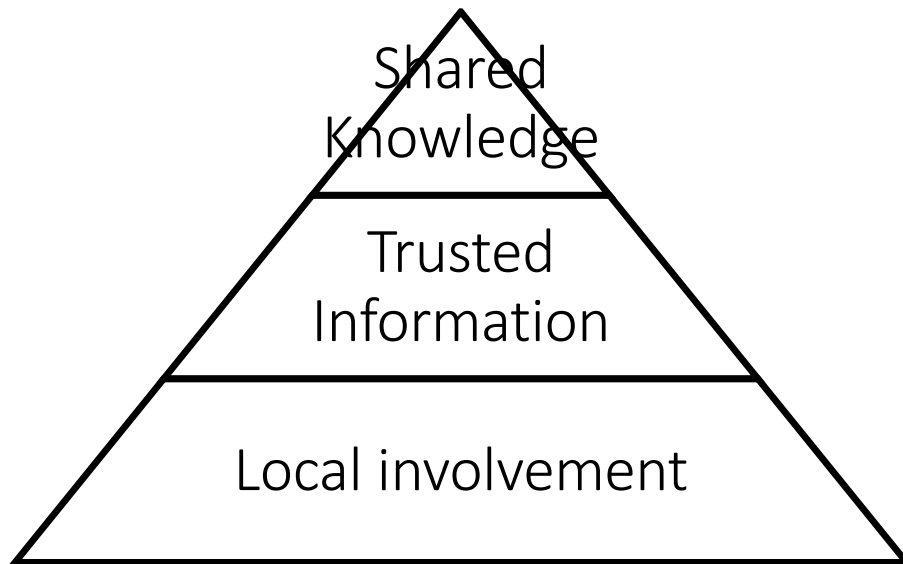 Shared
Knowledge
Trusted
Information
Local involvement